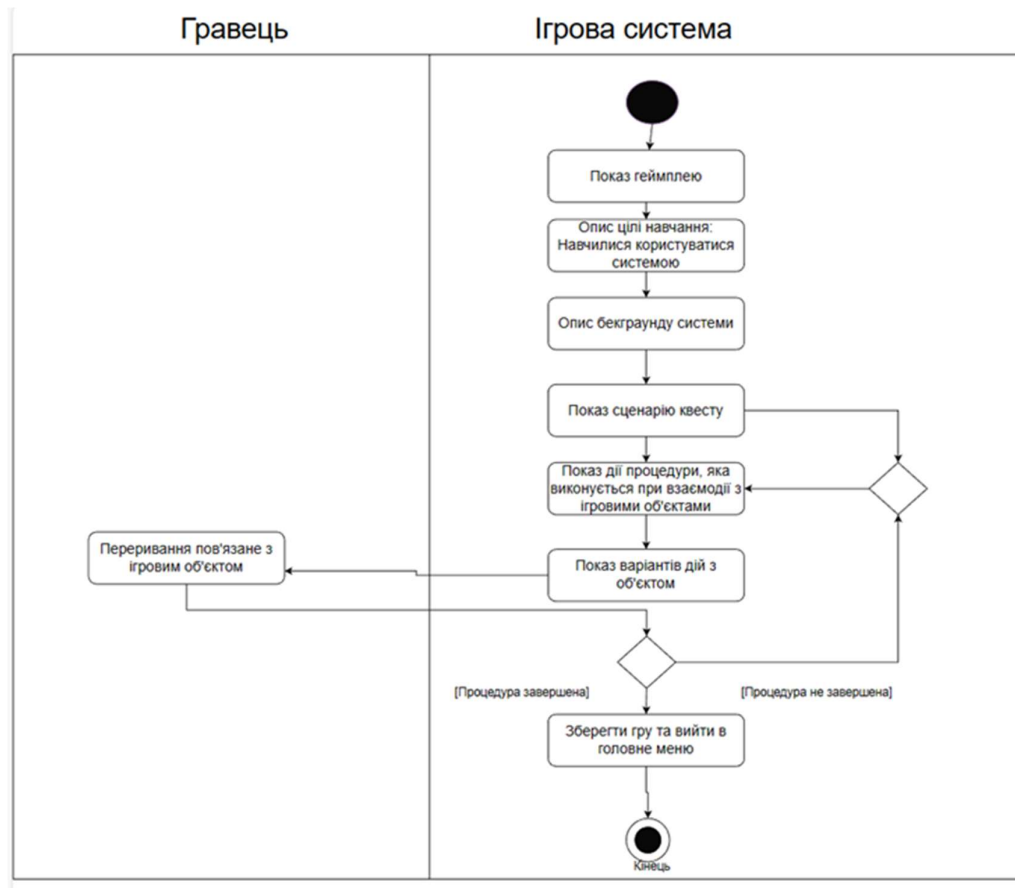 Гравець
Ігрова система
Показ геймплею
Опис цілі навчання:
Навчилися користуватися
системою
Опис бекграунду системи
Показ сценарію квесту
Показ дії процедури, яка
виконується при взаємодії з
ігровими об'єктами
Переривання пов'язане з
ігровим об'єктом
Показ варіантів дій з
об'єктом
[Процедура завершена]
[Процедура не завершена]
Зберегти гру та вийти в
головне меню
Кінець